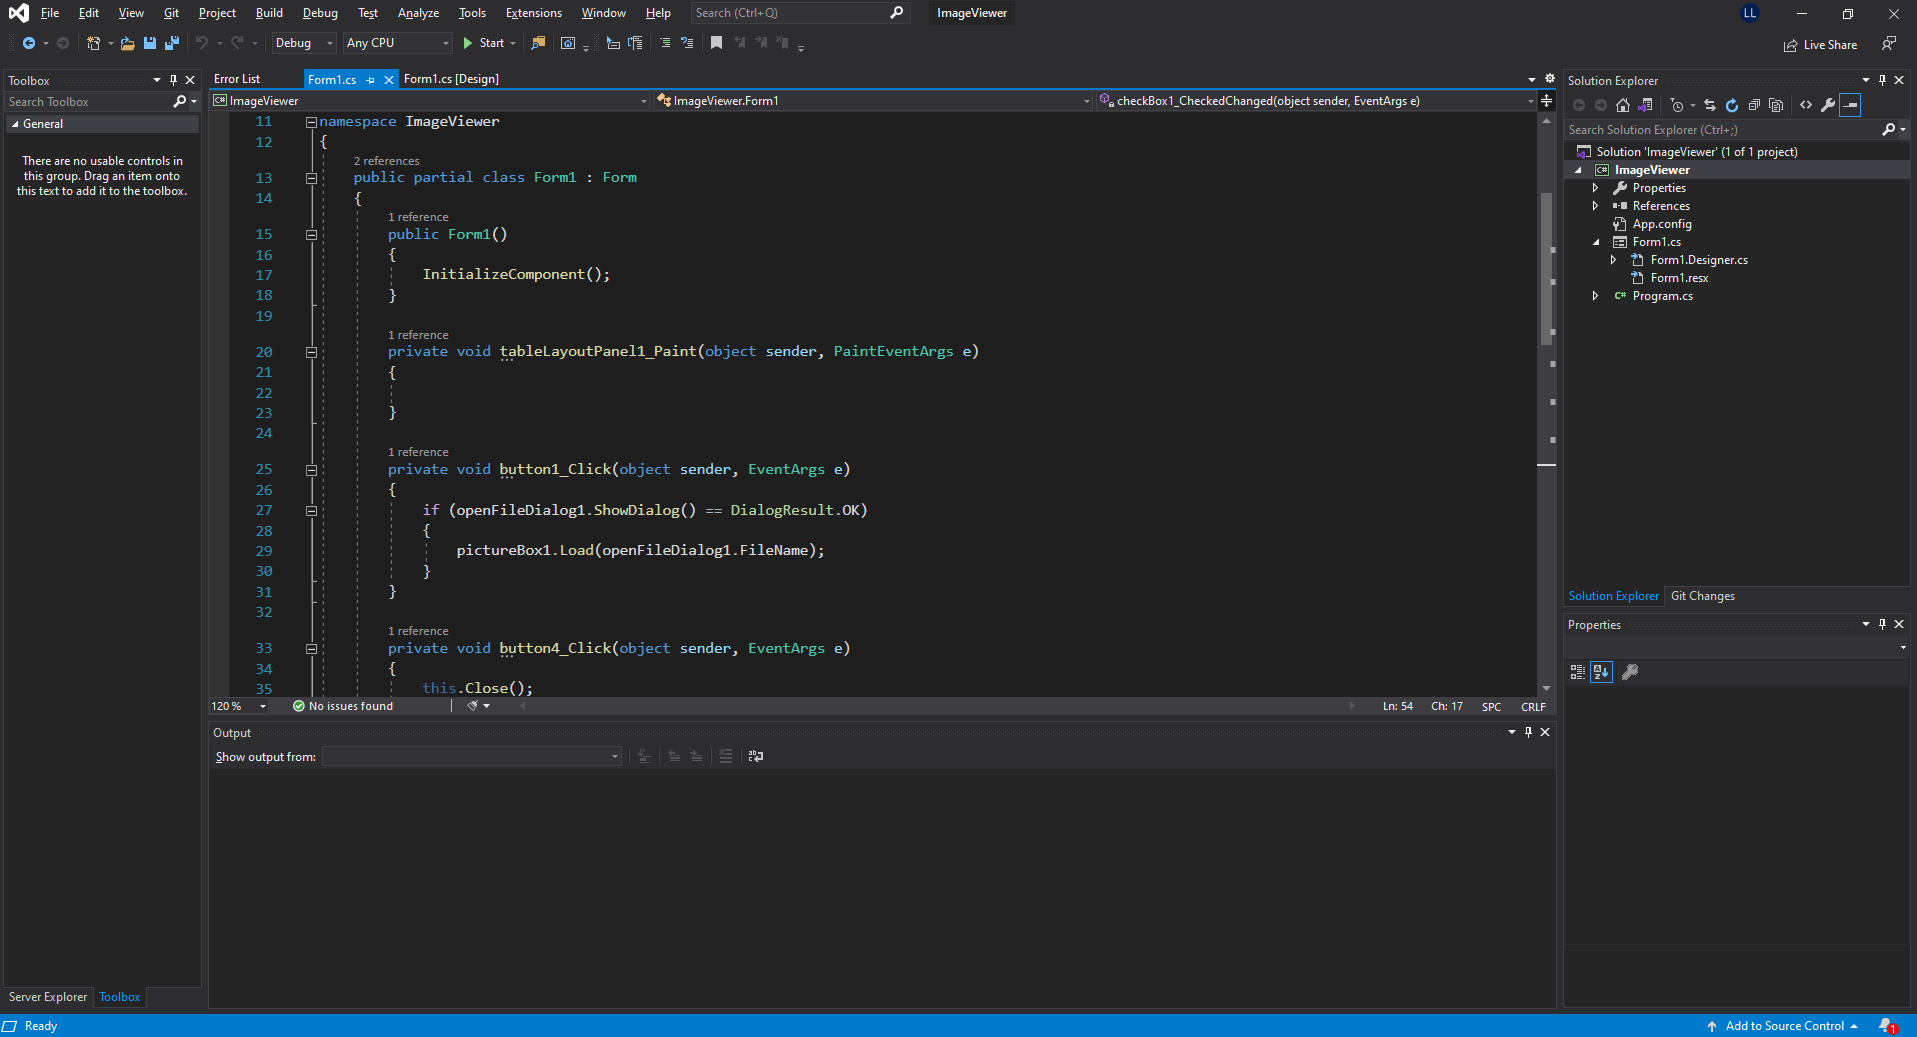 File Edit View Git Project Build Debug Test Analyze Tools Extensions Window Help Search (Ctrl+Q) ImageViewer LL
Debug Any CPU Start Live Share
Toolbox
Search Toolbox
General
There are no usable controls in
this group. Drag an item onto
this text to add it to the toolbox.
Server Explorer Toolbox
Error List Form1.cs Form1.cs [Design]
C# ImageViewer ImageViewer.Form1 checkBox1_CheckedChanged(object sender, EventArgs e)
11 namespace ImageViewer
12 {
2 references
13 public partial class Form1 : Form
14 {
1 reference
15 public Form1()
16 {
17 InitializeComponent();
18 }
19
1 reference
20 private void tableLayoutPanel1_Paint(object sender, PaintEventArgs e)
21 {
22
23 }
24
1 reference
25 private void button1_Click(object sender, EventArgs e)
26 {
27 if (openFileDialog1.ShowDialog() == DialogResult.OK)
28 {
29 pictureBox1.Load(openFileDialog1.FileName);
30 }
31 }
32
1 reference
33 private void button4_Click(object sender, EventArgs e)
34 {
35 this.Close();
120 % No issues found Ln: 54 Ch: 17 SPC CRLF
Output
Show output from:
Solution Explorer
Search Solution Explorer (Ctrl+;)
Solution 'ImageViewer' (1 of 1 project)
C# ImageViewer
Properties
References
App.config
Form1.cs
Form1.Designer.cs
Form1.resx
C# Program.cs
Solution Explorer Git Changes
Properties
Ready Add to Source Control 1